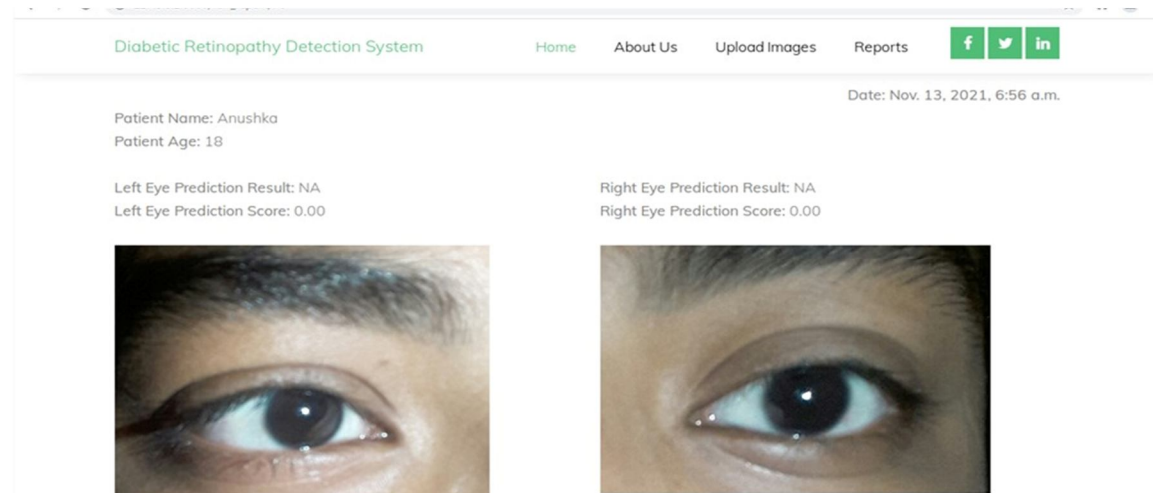 Diabetic Retinopathy Detection System
Home About Us Upload Images Reports
Date: Nov. 13, 2021, 6:56 a.m.
Patient Name: Anushka
Patient Age: 18
Left Eye Prediction Result: NA
Left Eye Prediction Score: 0.00
Right Eye Prediction Result: NA
Right Eye Prediction Score: 0.00